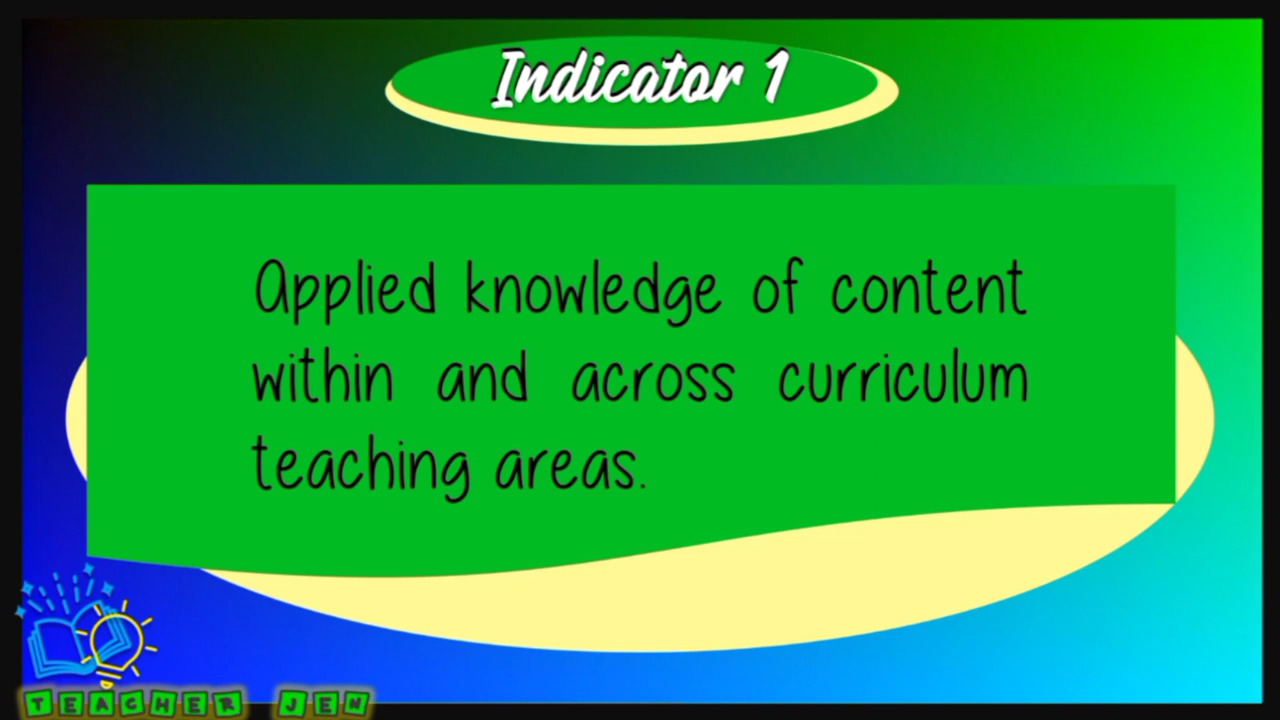 Indicator 1
Applied knowledge of content
within and across curriculum
teaching areas.
TEACHER JEN